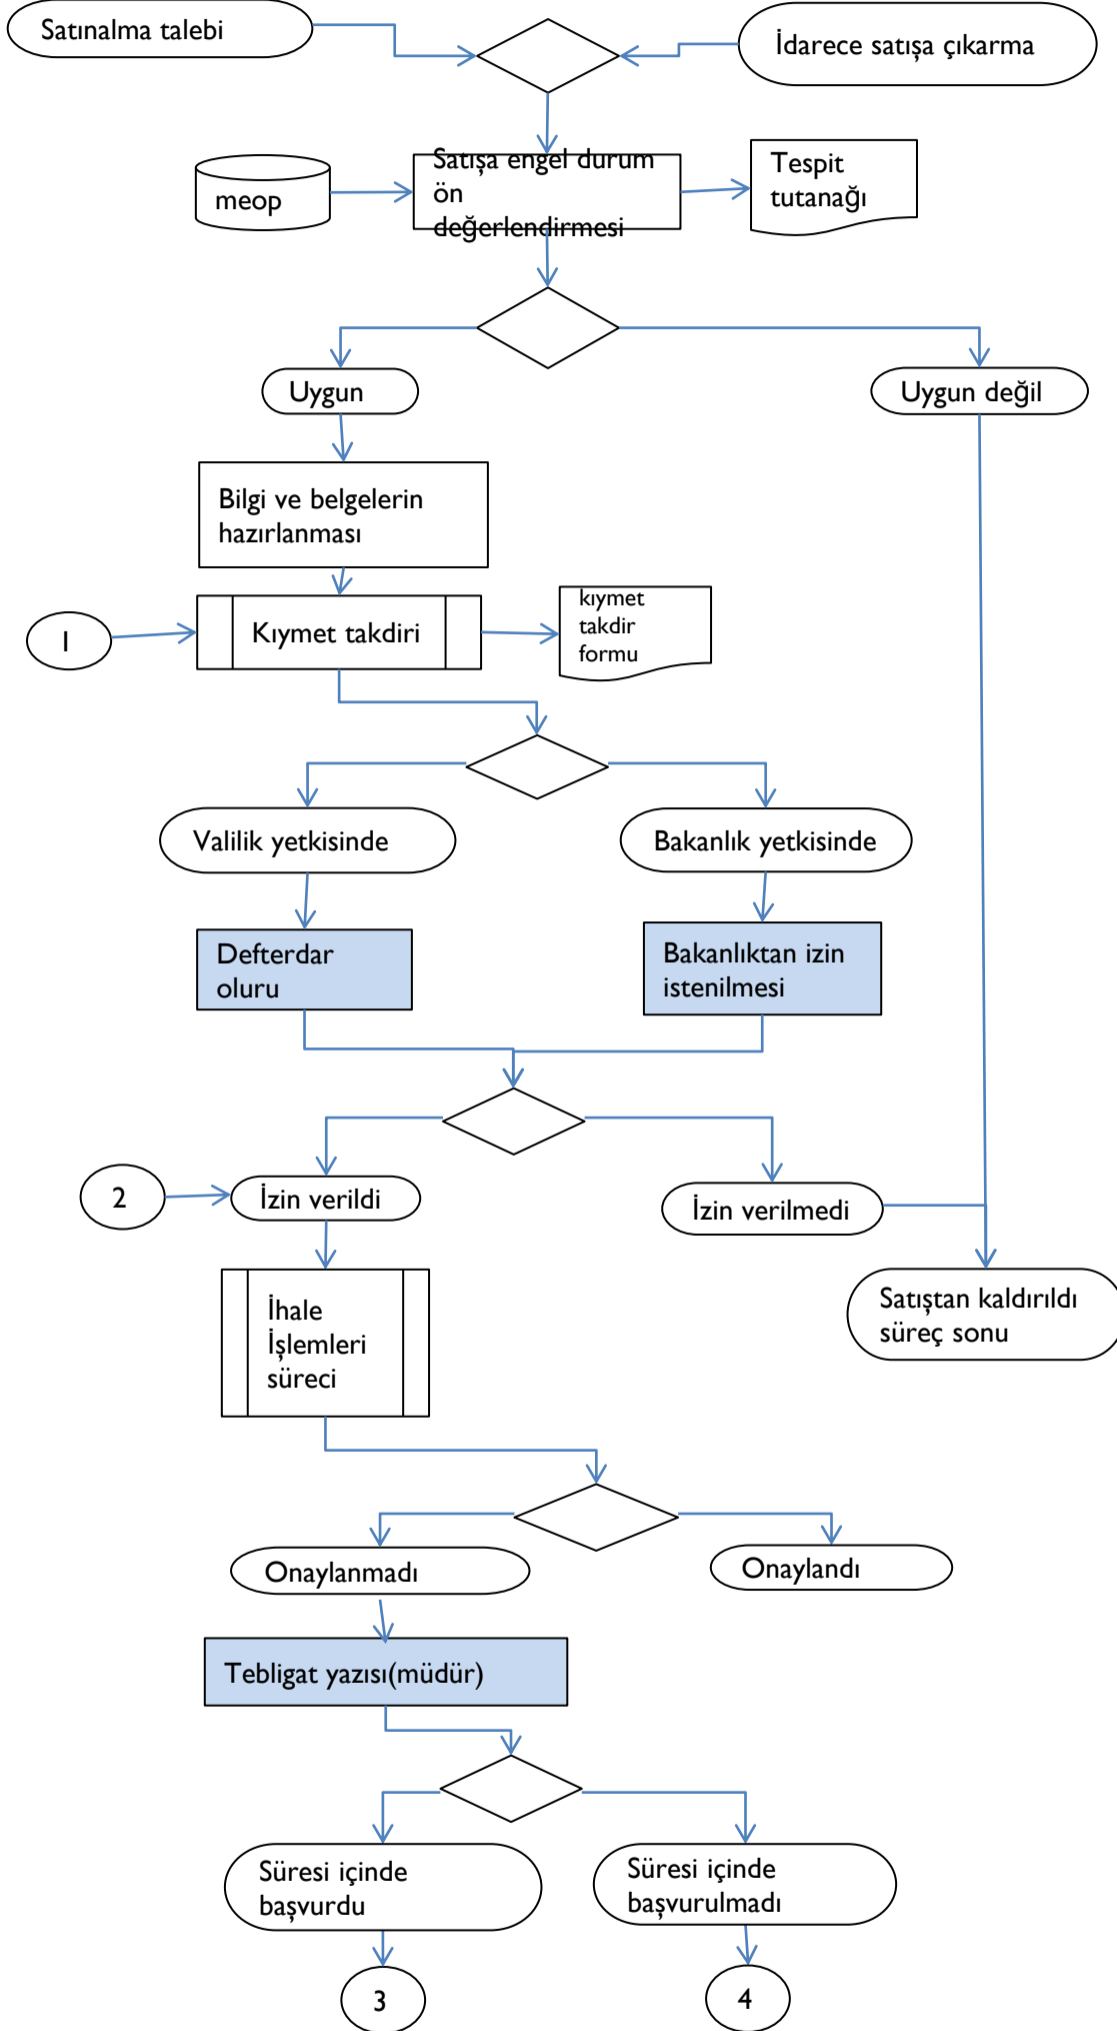 Satınalma talebi
İdarece satışa çıkarma
meop
Satışa engel durum
ön
değerlendirmesi
Tespit
tutanağı
Uygun
Uygun değil
Bilgi ve belgelerin
hazırlanması
1
Kıymet takdiri
kıymet
takdir
formu
Valilik yetkisinde
Bakanlık yetkisinde
Defterdar
oluru
Bakanlıktan izin
istenilmesi
2
İzin verildi
İzin verilmedi
İhale
İşlemleri
süreci
Satıştan kaldırıldı
süreç sonu
Onaylanmadı
Onaylandı
Tebligat yazısı(müdür)
Süresi içinde
başvurdu
Süresi içinde
başvurulmadı
3
4